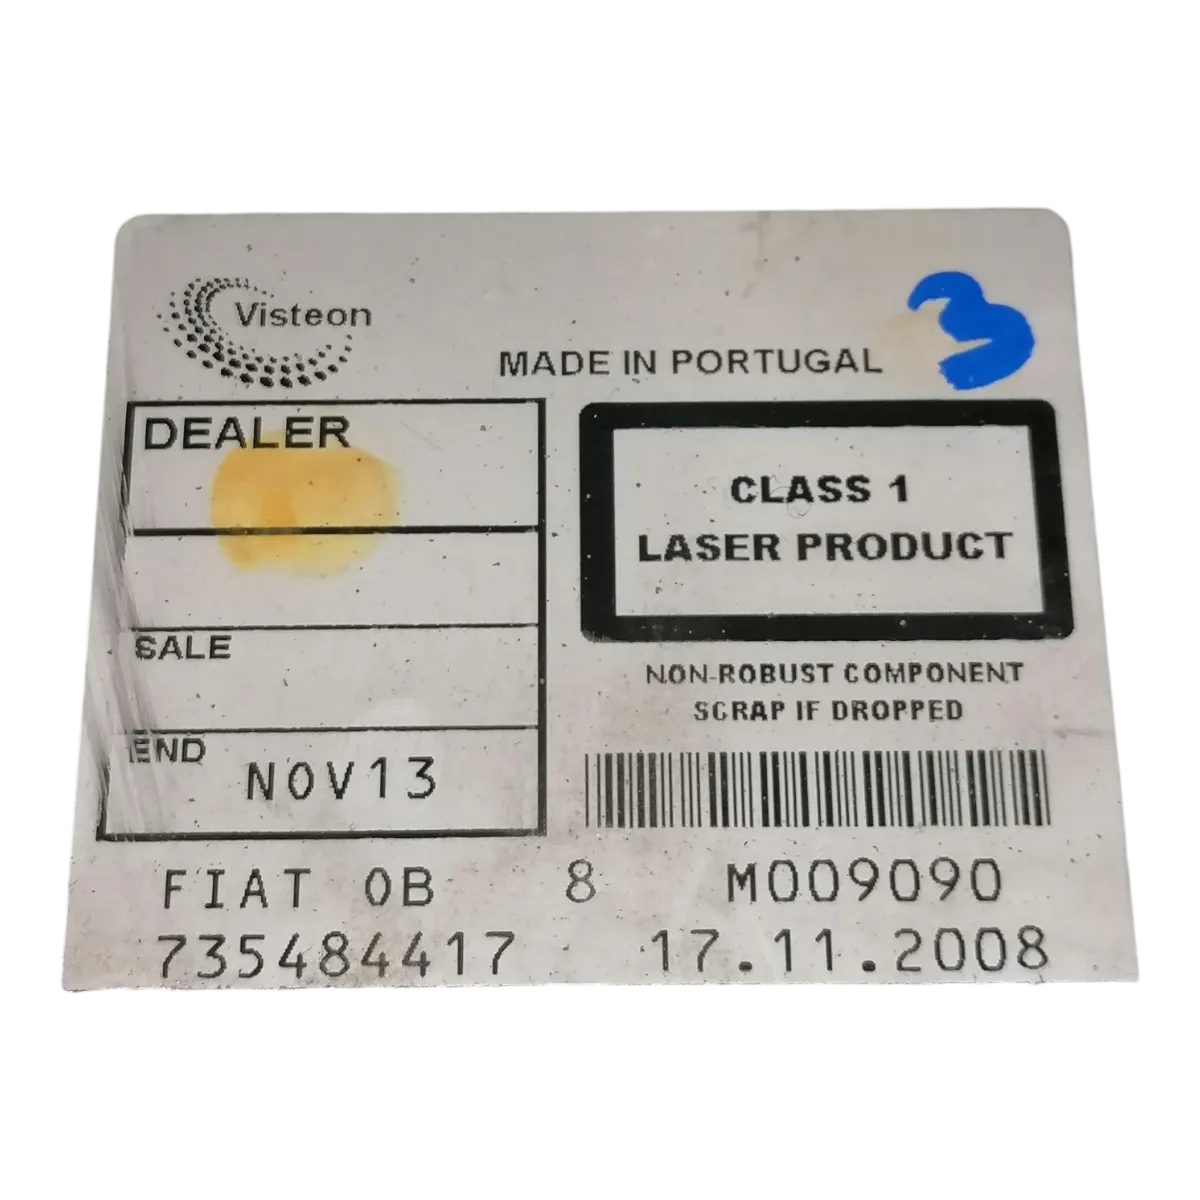 Visteon
MADE IN PORTUGAL
3
DEALER
SALE
END
NOV13
CLASS 1
LASER PRODUCT
NON-ROBUST COMPONENT
SCRAP IF DROPPED
FIAT 0B 8 M009090
735484417 17.11.2008